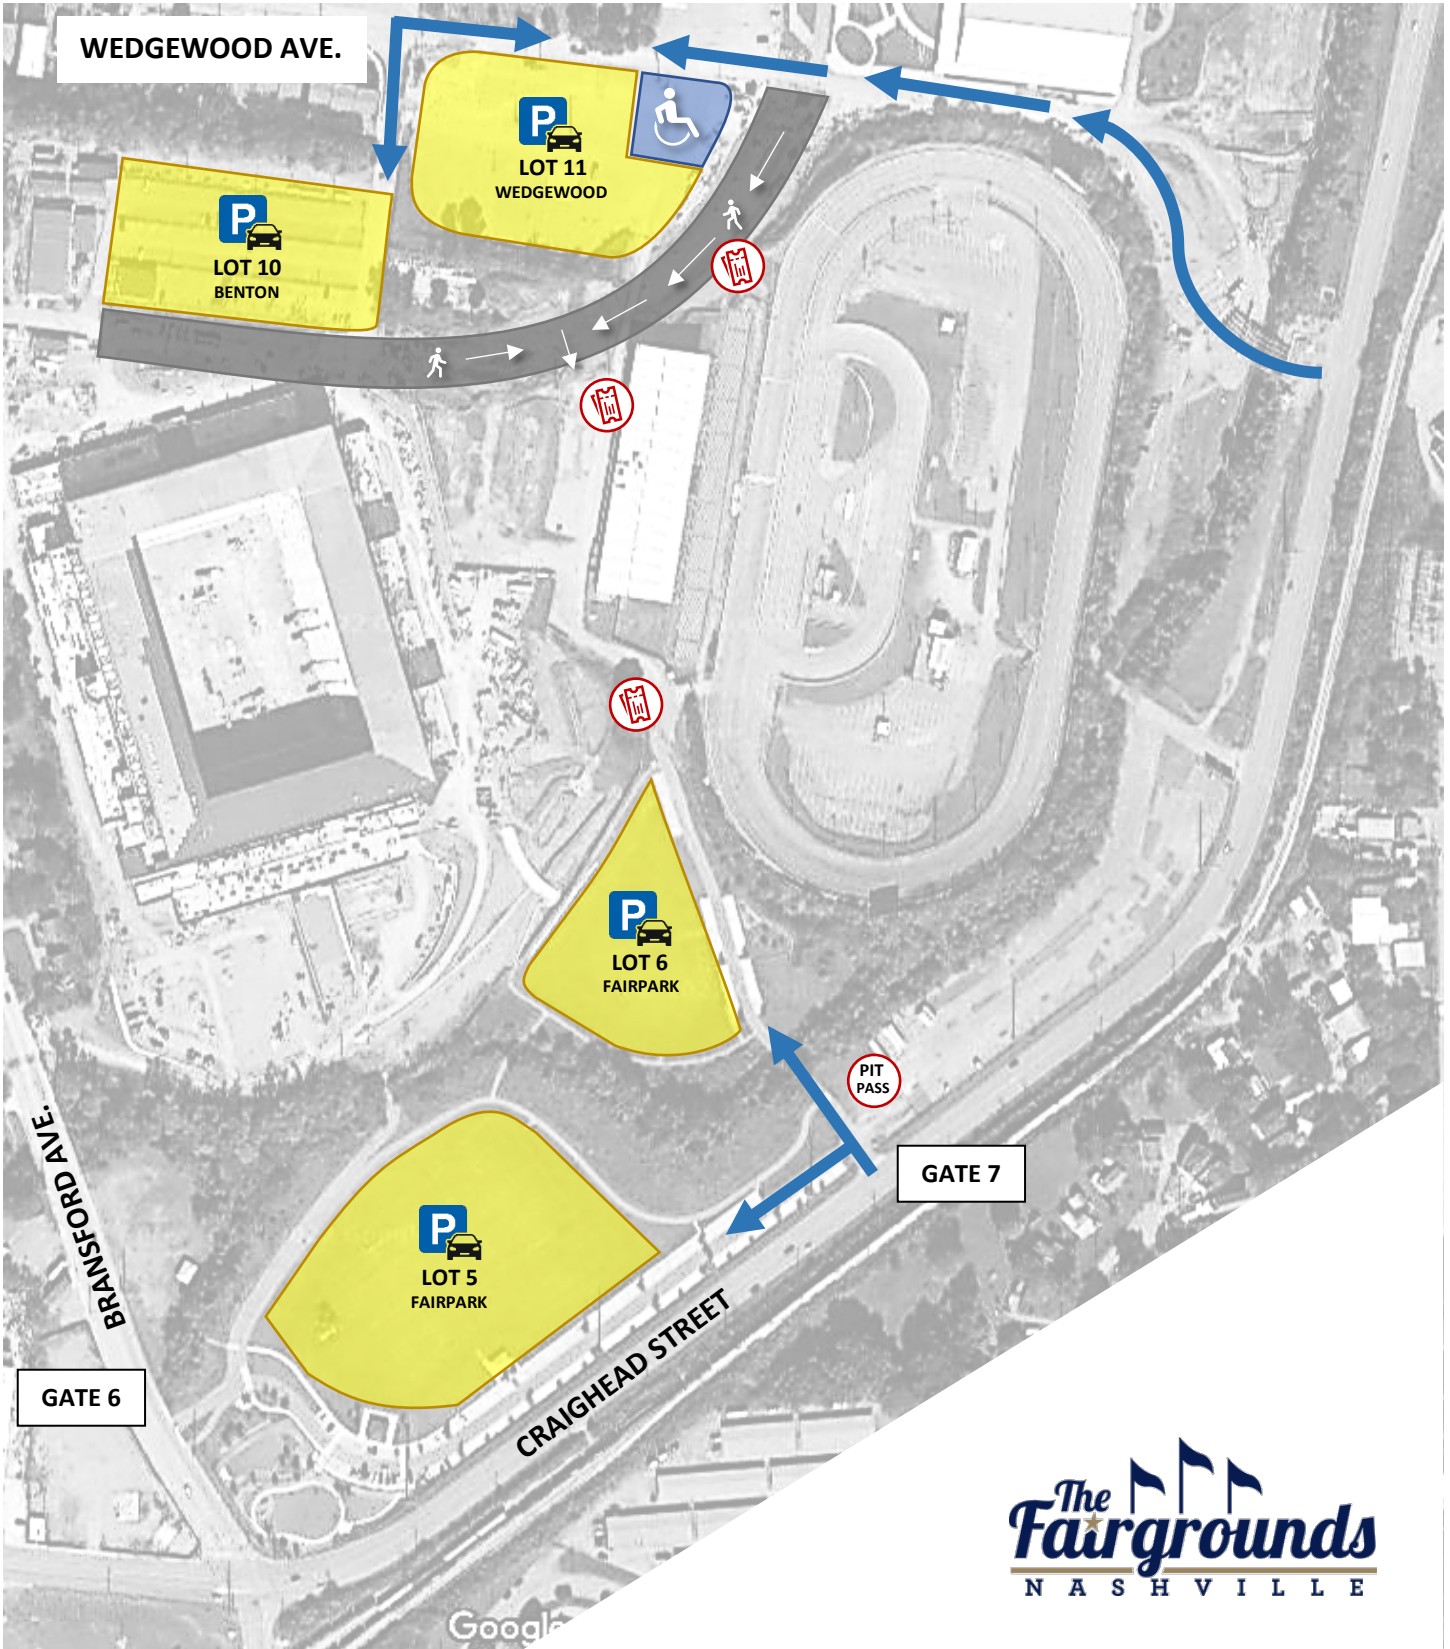 WEDGEWOOD AVE.
P
LOT 11
WEDGEWOOD
P
LOT 10
BENTON
P
LOT 6
FAIRPARK
PIT
PASS
GATE 7
P
LOT 5
FAIRPARK
BRANSFORD AVE.
CRAIGHEAD STREET
GATE 6
The
Fairgrounds
NASHVILLE
Google